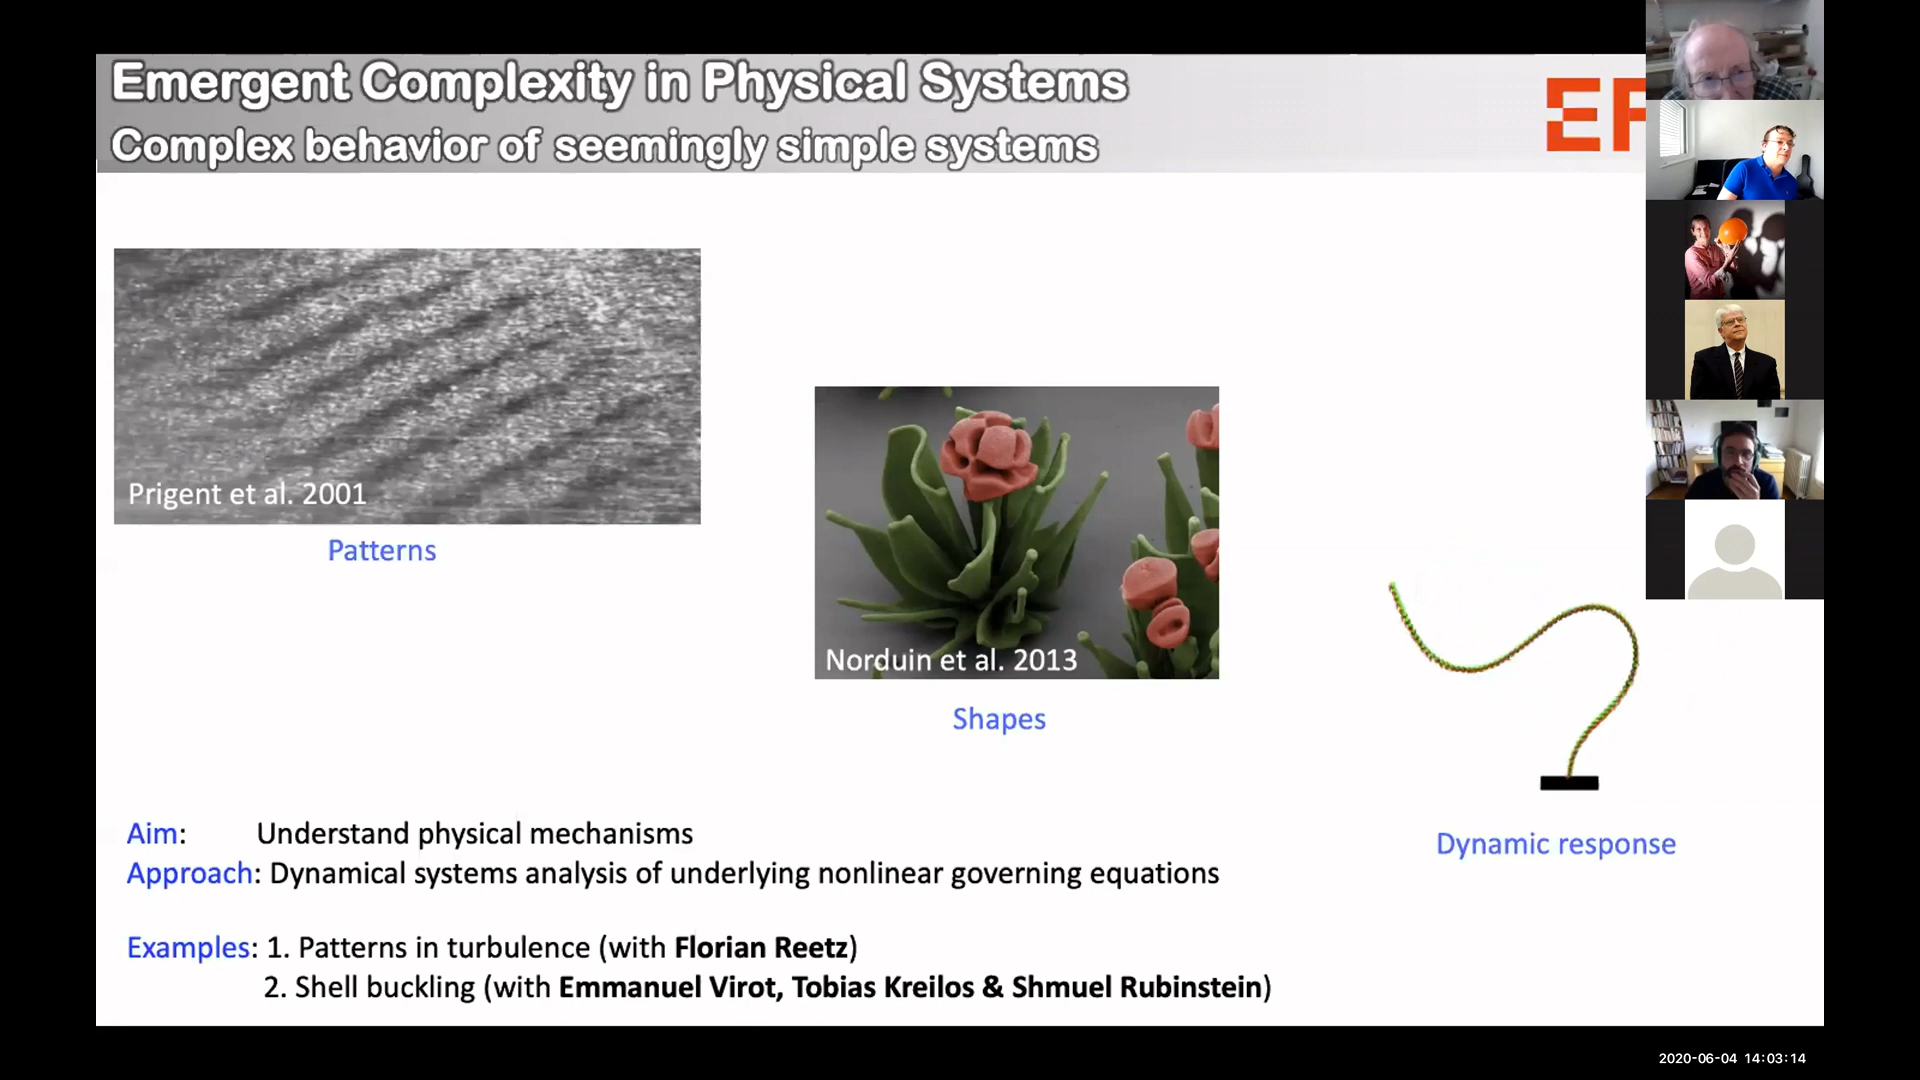 Emergent Complexity in Physical Systems
Complex behavior of seemingly simple systems
Prigent et al. 2001
Patterns
Norduin et al. 2013
Shapes
Dynamic response
Aim: Understand physical mechanisms
Approach: Dynamical systems analysis of underlying nonlinear governing equations
Examples: 1. Patterns in turbulence (with Florian Reetz)
2. Shell buckling (with Emmanuel Virot, Tobias Kreilos & Shmuel Rubinstein)
2020-06-04 14:03:14